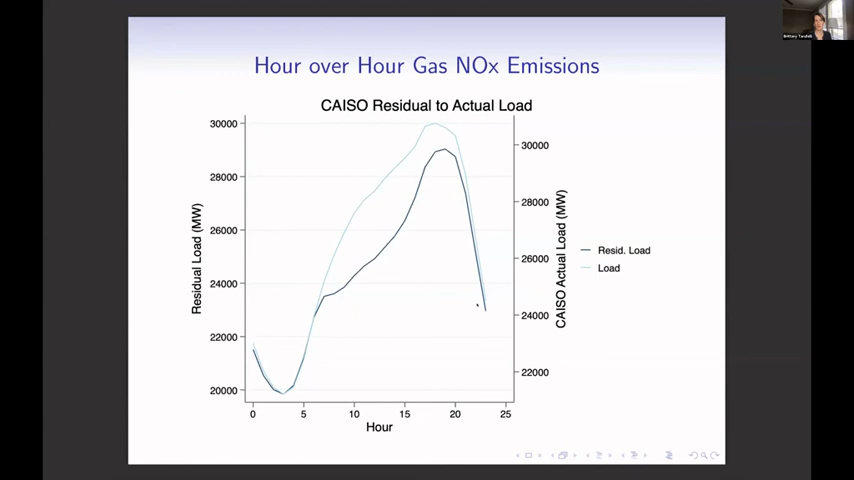 Hour over Hour Gas NOx Emissions
CAISO Residual to Actual Load
30000
28000
26000
24000
22000
20000
Residual Load (MW)
30000
28000
26000
24000
22000
CAISO Actual Load (MW)
0
5
10
15
20
25
Hour
Resid. Load
Load
Brittany Tarufelli